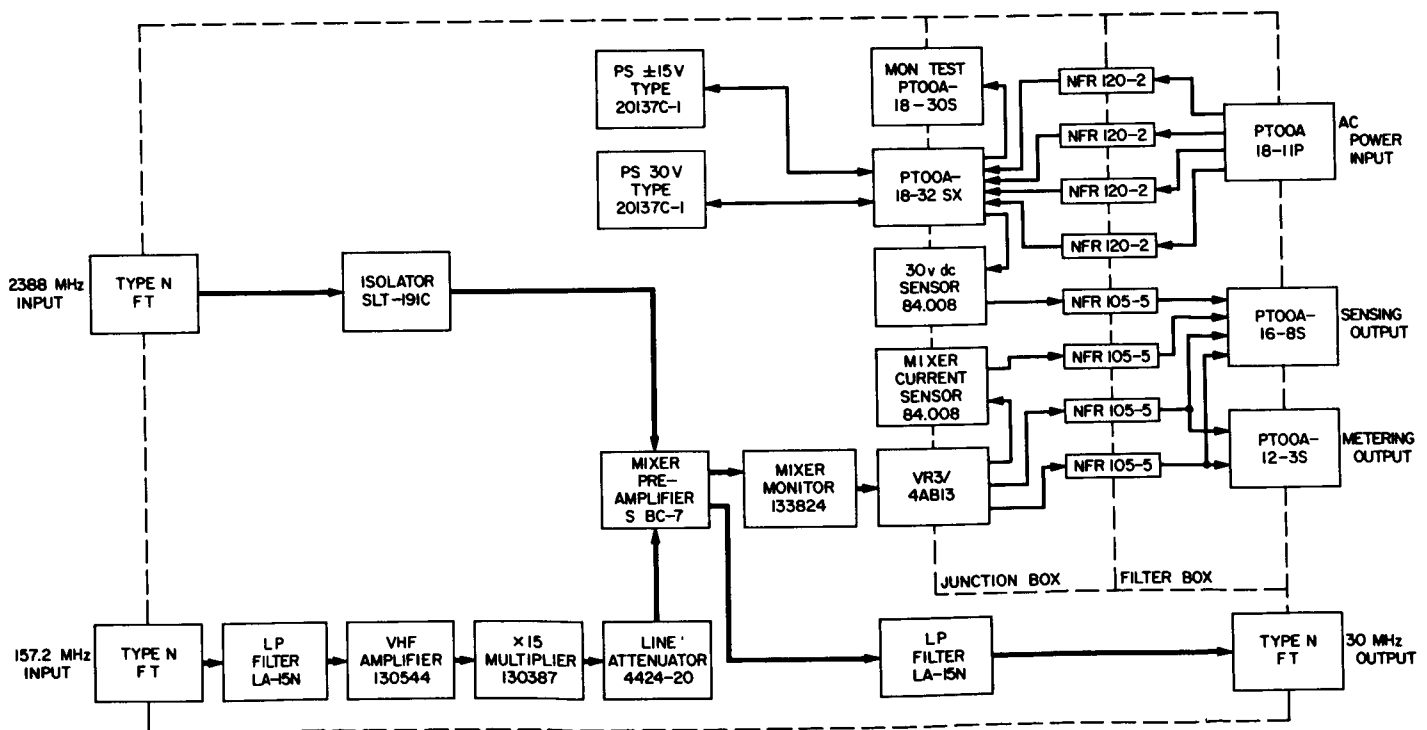 PS ±15V
TYPE
20137C-1
MON TEST
PT00A-
18-30S
NFR 120-2
NFR 120-2
NFR 120-2
NFR 120-2
PT00A
18-11P
AC
POWER
INPUT
PS 30V
TYPE
20137C-1
PT00A-
18-32 SX
2388 MHz
INPUT
TYPE N
FT
ISOLATOR
SLT-191C
30v dc
SENSOR
84.008
NFR 105-5
NFR 105-5
NFR 105-5
NFR 105-5
PT00A-
16-8S
SENSING
OUTPUT
MIXER
CURRENT
SENSOR
84.008
PT00A-
12-3S
METERING
OUTPUT
MIXER
PRE-
AMPLIFIER
S BC-7
MIXER
MONITOR
133824
VR3/
4AB13
JUNCTION BOX
FILTER BOX
157.2 MHz
INPUT
TYPE N
FT
LP
FILTER
LA-15N
VHF
AMPLIFIER
130544
×15
MULTIPLIER
130387
LINE
ATTENUATOR
4424-20
LP
FILTER
LA-15N
TYPE N
FT
30 MHz
OUTPUT